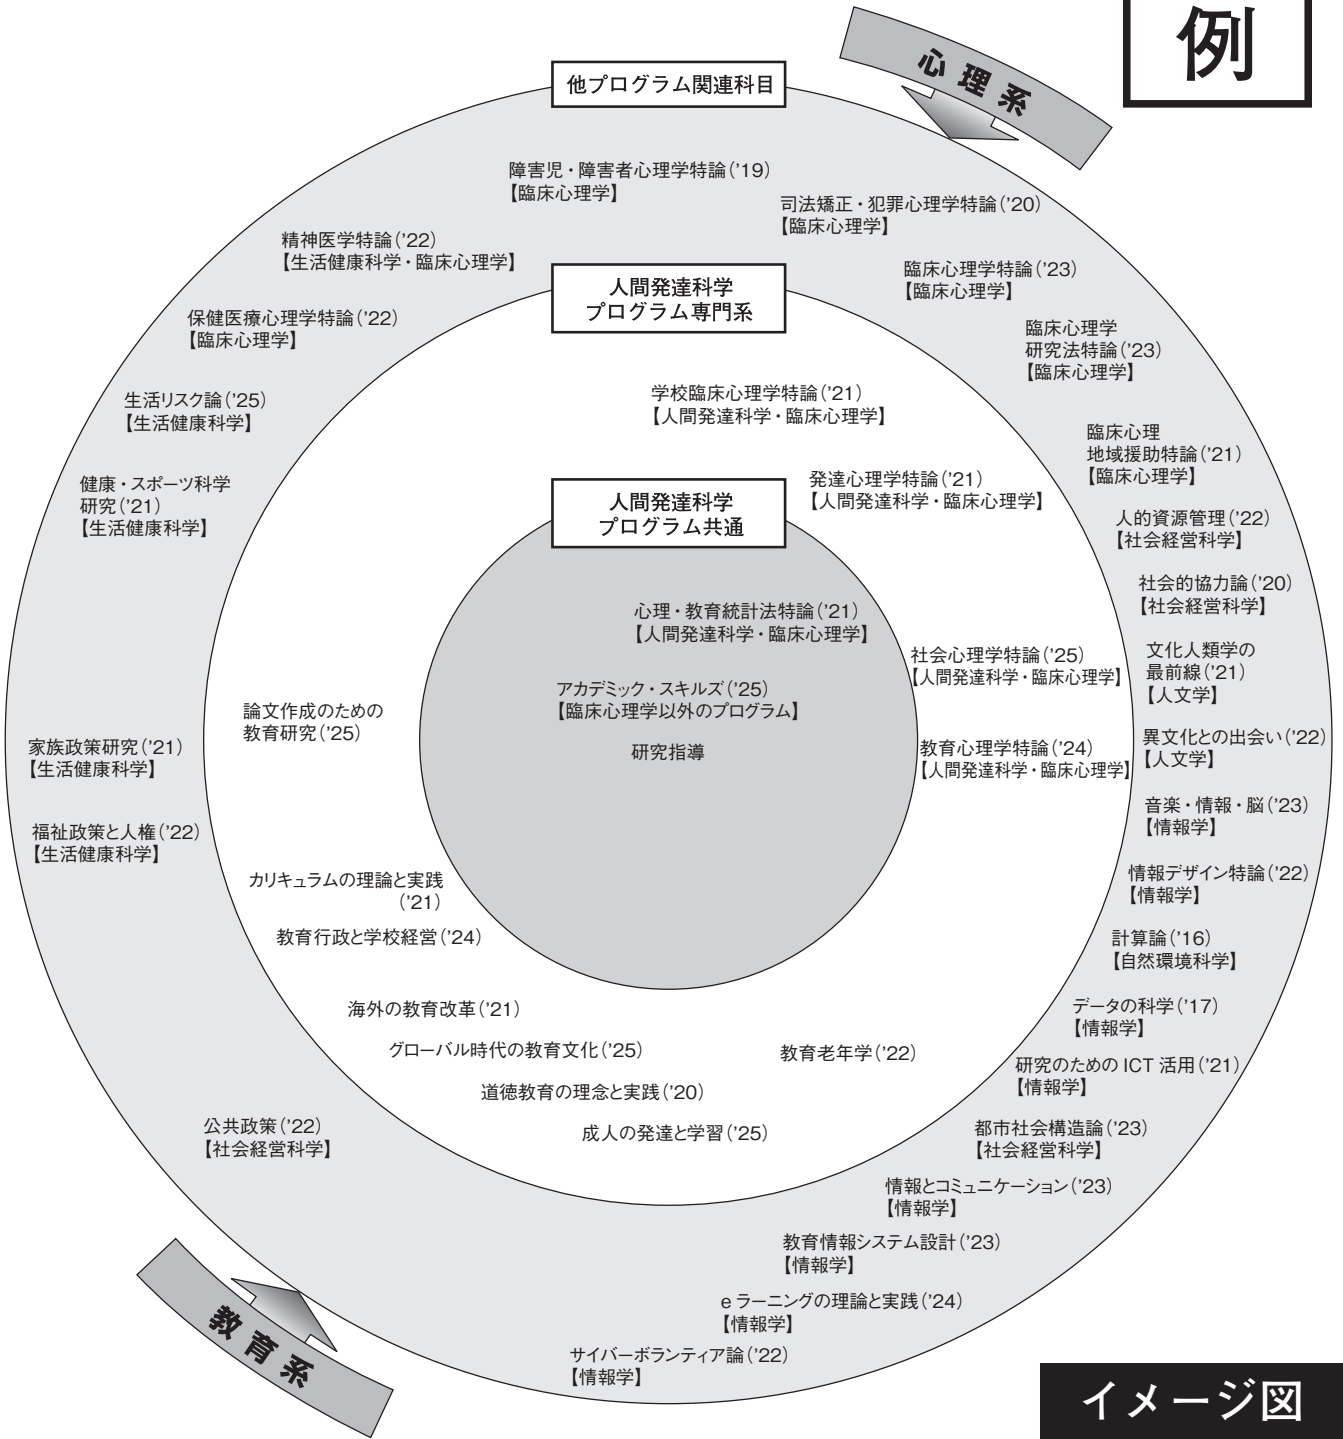 例
心理系
他プログラム関連科目
障害児・障害者心理学特論（’19）
【臨床心理学】
司法矯正・犯罪心理学特論（’20）
【臨床心理学】
精神医学特論（’22）
【生活健康科学・臨床心理学】
臨床心理学特論（’23）
【臨床心理学】
人間発達科学
プログラム専門系
保健医療心理学特論（’22）
【臨床心理学】
臨床心理学
研究法特論（’23）
【臨床心理学】
生活リスク論（’25）
【生活健康科学】
学校臨床心理学特論（’21）
【人間発達科学・臨床心理学】
臨床心理
地域援助特論（’21）
【臨床心理学】
健康・スポーツ科学
研究（’21）
【生活健康科学】
発達心理学特論（’21）
【人間発達科学・臨床心理学】
人間発達科学
プログラム共通
人的資源管理（’22）
【社会経営科学】
社会的協力論（’20）
【社会経営科学】
心理・教育統計法特論（’21）
【人間発達科学・臨床心理学】
社会心理学特論（’25）
【人間発達科学・臨床心理学】
文化人類学の
最前線（’21）
【人文学】
アカデミック・スキルズ（’25）
【臨床心理学以外のプログラム】
研究指導
論文作成のための
教育研究（’25）
家族政策研究（’21）
【生活健康科学】
教育心理学特論（’24）
【人間発達科学・臨床心理学】
異文化との出会い（’22）
【人文学】
音楽・情報・脳（’23）
【情報学】
福祉政策と人権（’22）
【生活健康科学】
カリキュラムの理論と実践
（’21）
情報デザイン特論（’22）
【情報学】
教育行政と学校経営（’24）
計算論（’16）
【自然環境科学】
海外の教育改革（’21）
データの科学（’17）
【情報学】
グローバル時代の教育文化（’25）
教育老年学（’22）
研究のための ICT 活用（’21）
【情報学】
道徳教育の理念と実践（’20）
成人の発達と学習（’25）
公共政策（’22）
【社会経営科学】
都市社会構造論（’23）
【社会経営科学】
情報とコミュニケーション（’23）
【情報学】
教育情報システム設計（’23）
【情報学】
e ラーニングの理論と実践（’24）
【情報学】
サイバーボランティア論（’22）
【情報学】
教育系
イメージ図